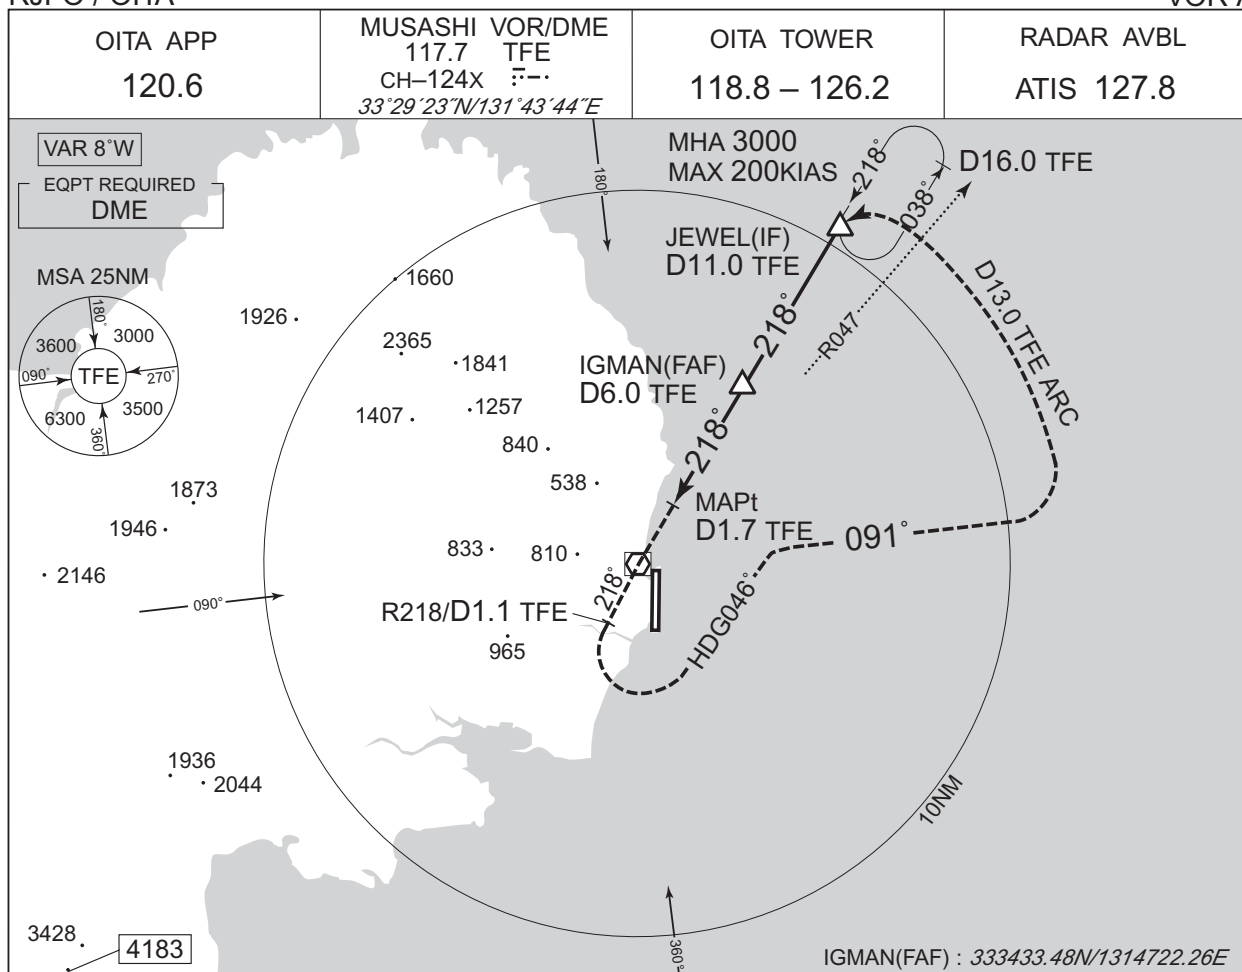 OITA APP
120.6
MUSASHI VOR/DME
117.7 TFE
CH–124X
33°29′23″N/131°43′44″E
OITA TOWER
118.8 – 126.2
RADAR AVBL
ATIS 127.8
VAR 8°W
EQPT REQUIRED
DME
MSA 25NM
180°
3600
3000
090°
TFE
270°
6300
3500
360°
180°
MHA 3000
MAX 200KIAS
218°
038°
D16.0 TFE
JEWEL(IF)
D11.0 TFE
218°
R047
D13.0 TFE ARC
IGMAN(FAF)
D6.0 TFE
218°
MAPt
D1.7 TFE
091°
HDG046°
218°
R218/D1.1 TFE
1660
1926
2365
1841
1407
1257
840
538
1873
1946
833
810
2146
090°
965
1936
2044
10NM
3428
4183
360°
IGMAN(FAF) : 333433.48N/1314722.26E